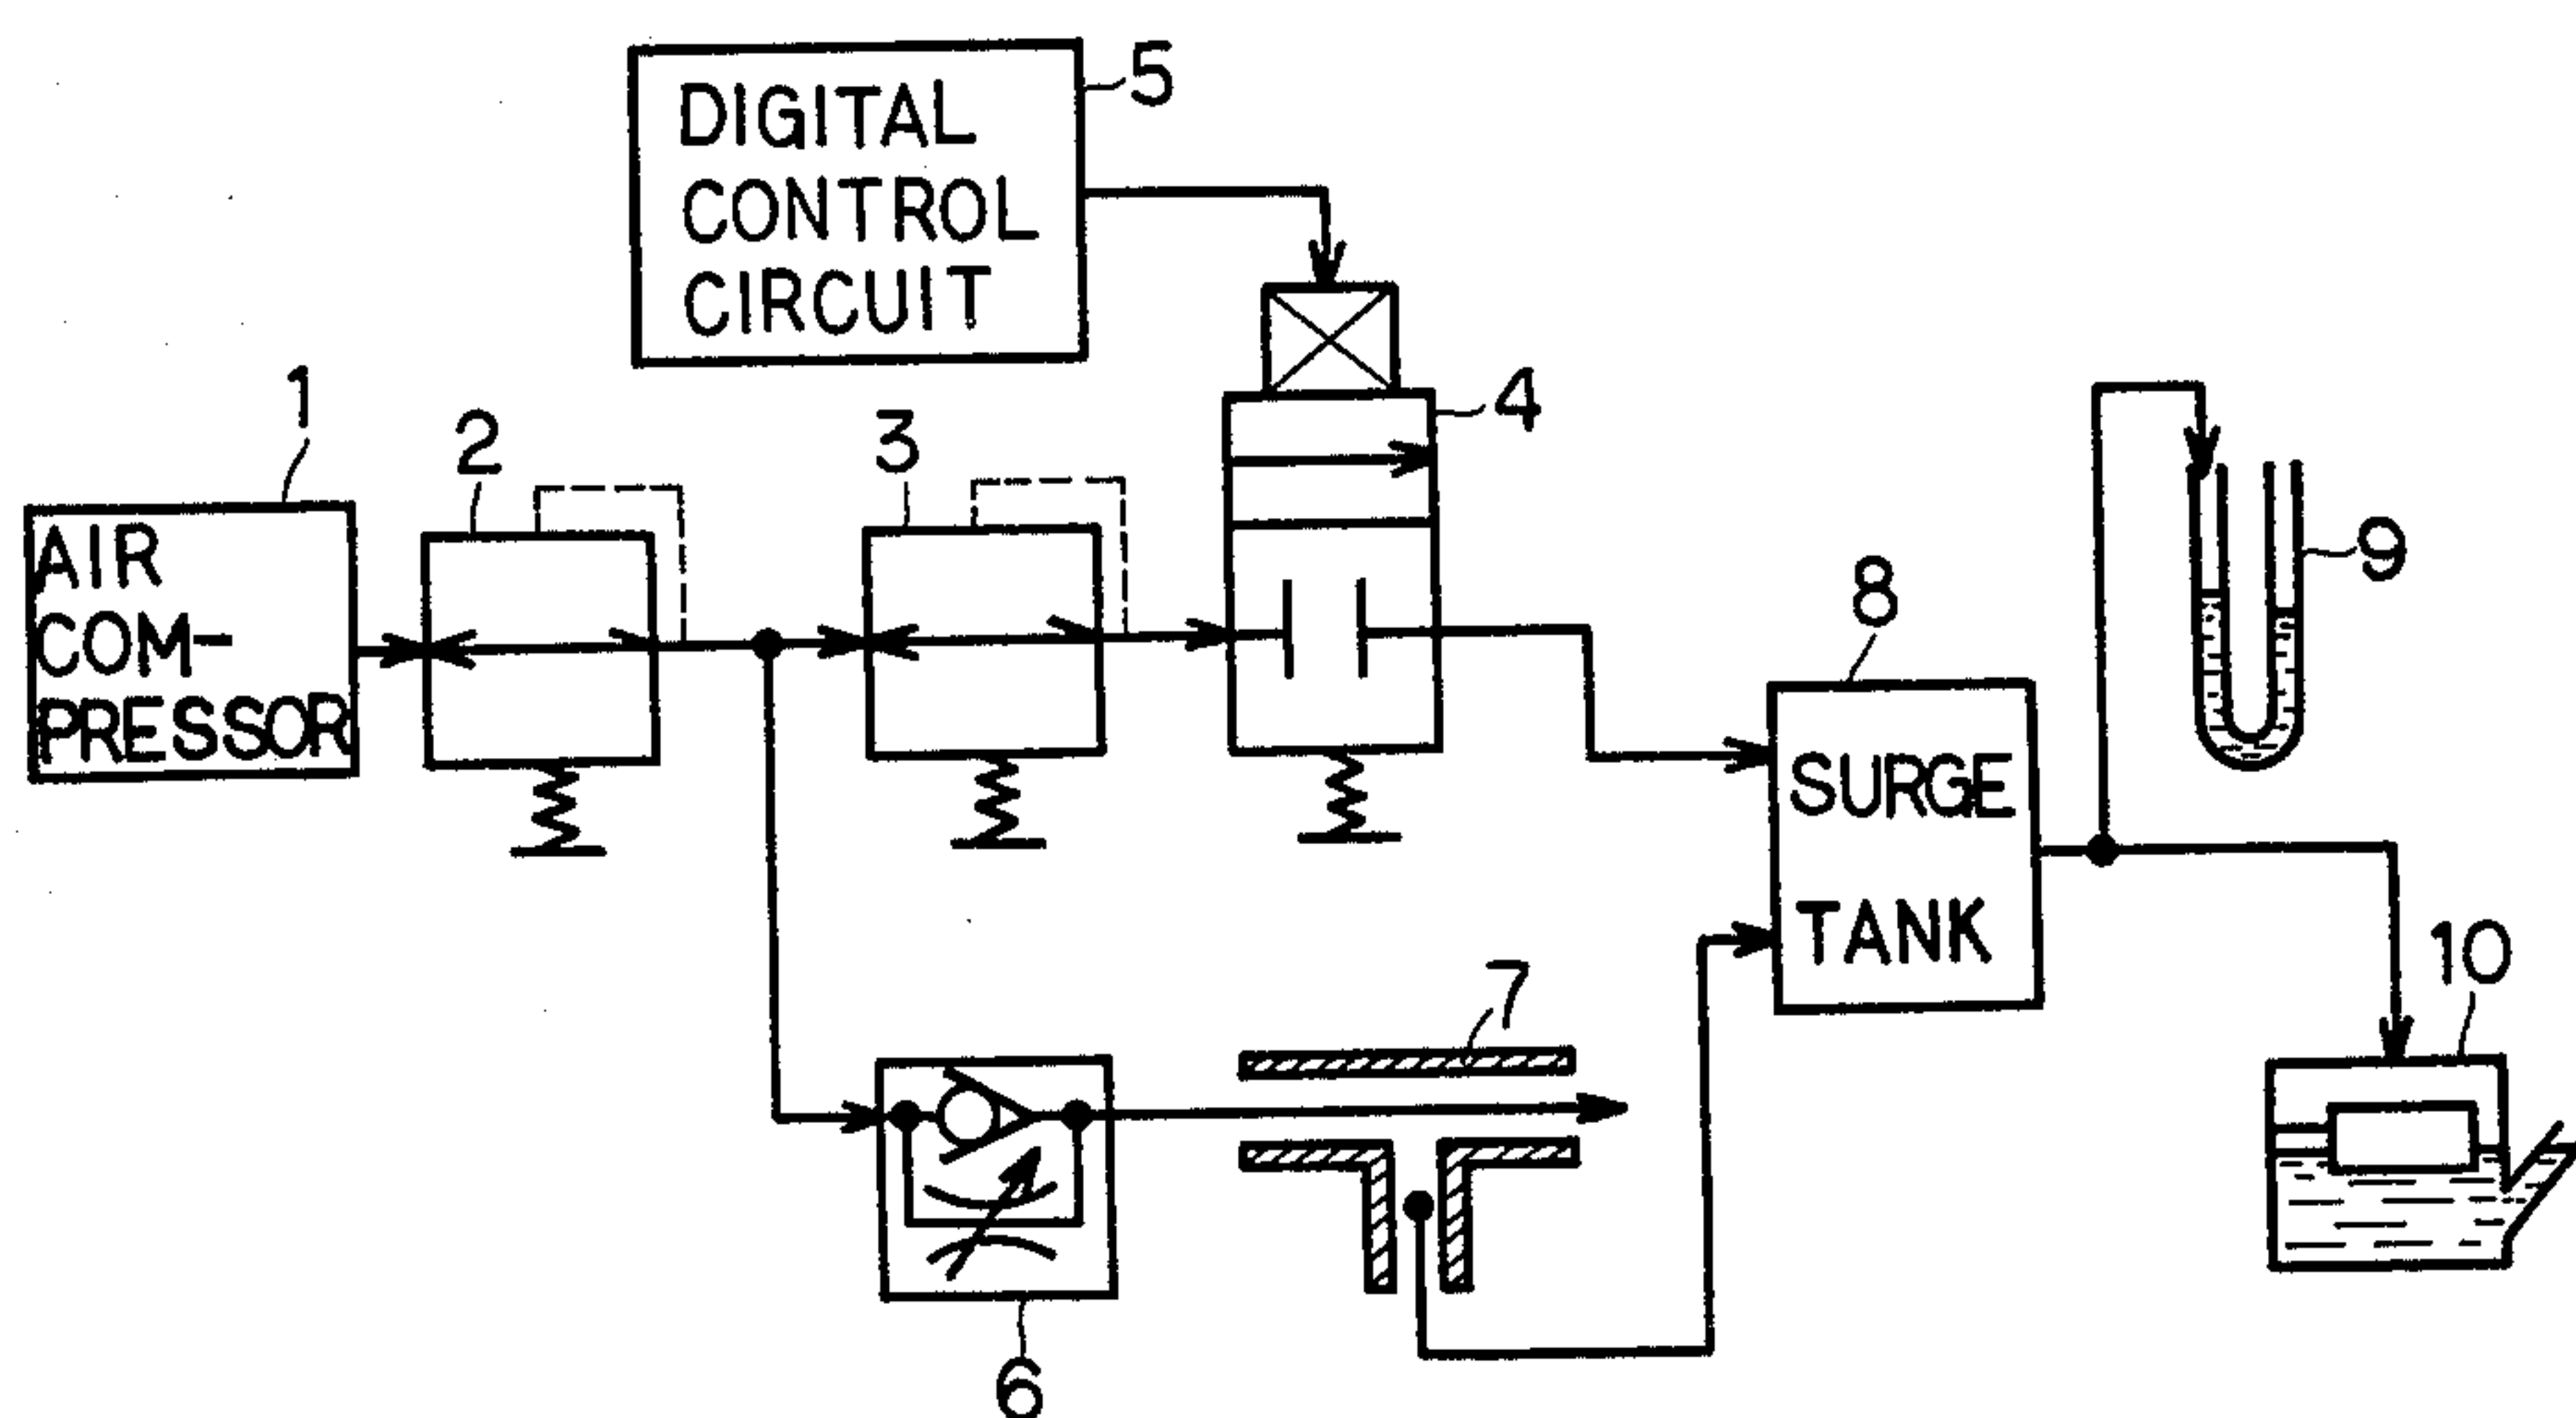 5
DIGITAL
CONTROL
CIRCUIT
1
2
3
4
AIR
COM-
PRESSOR
8
9
SURGE
TANK
7
10
6